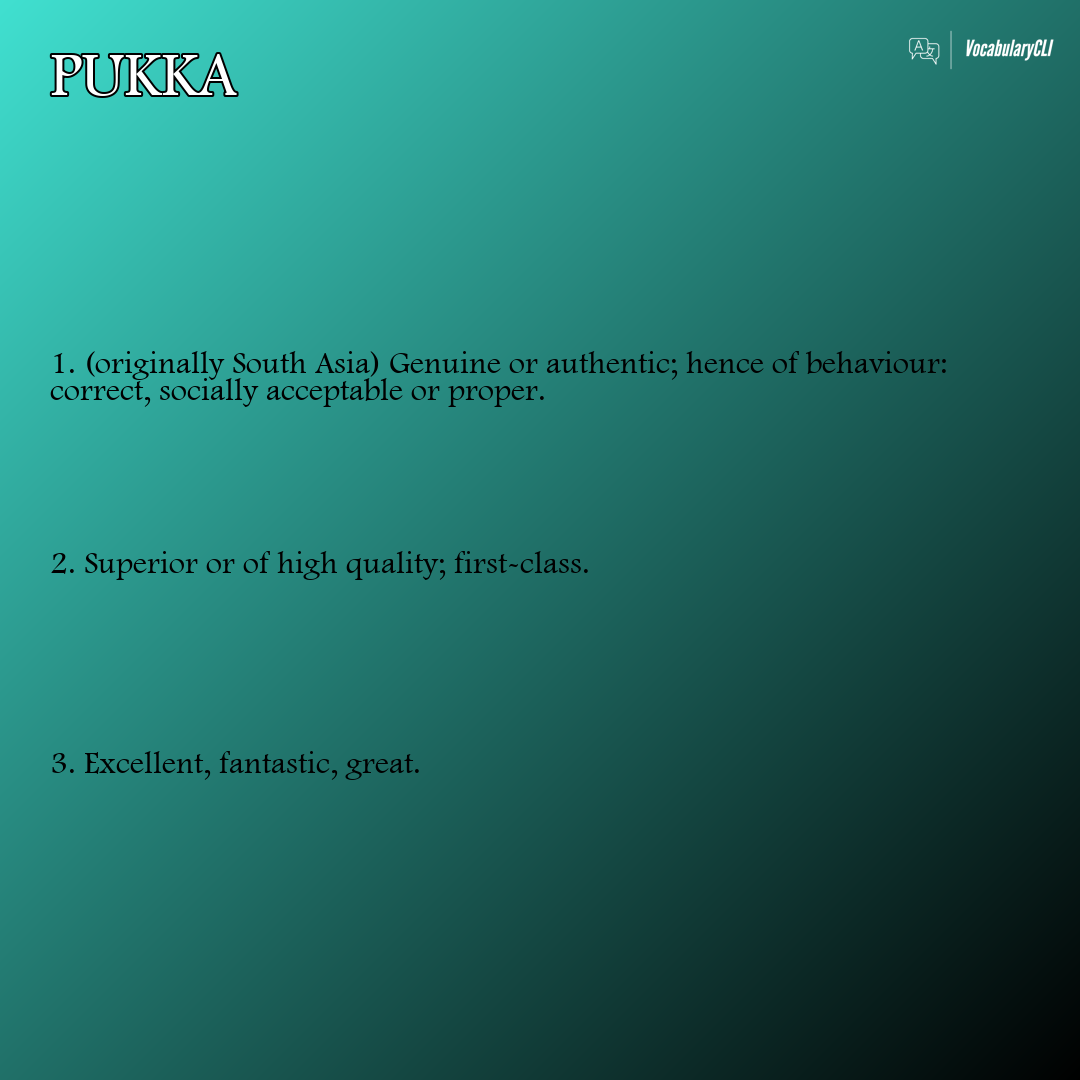 PUKKA
VocabularyCLI
1. (originally South Asia) Genuine or authentic; hence of behaviour:
correct, socially acceptable or proper.
2. Superior or of high quality; first-class.
3. Excellent, fantastic, great.